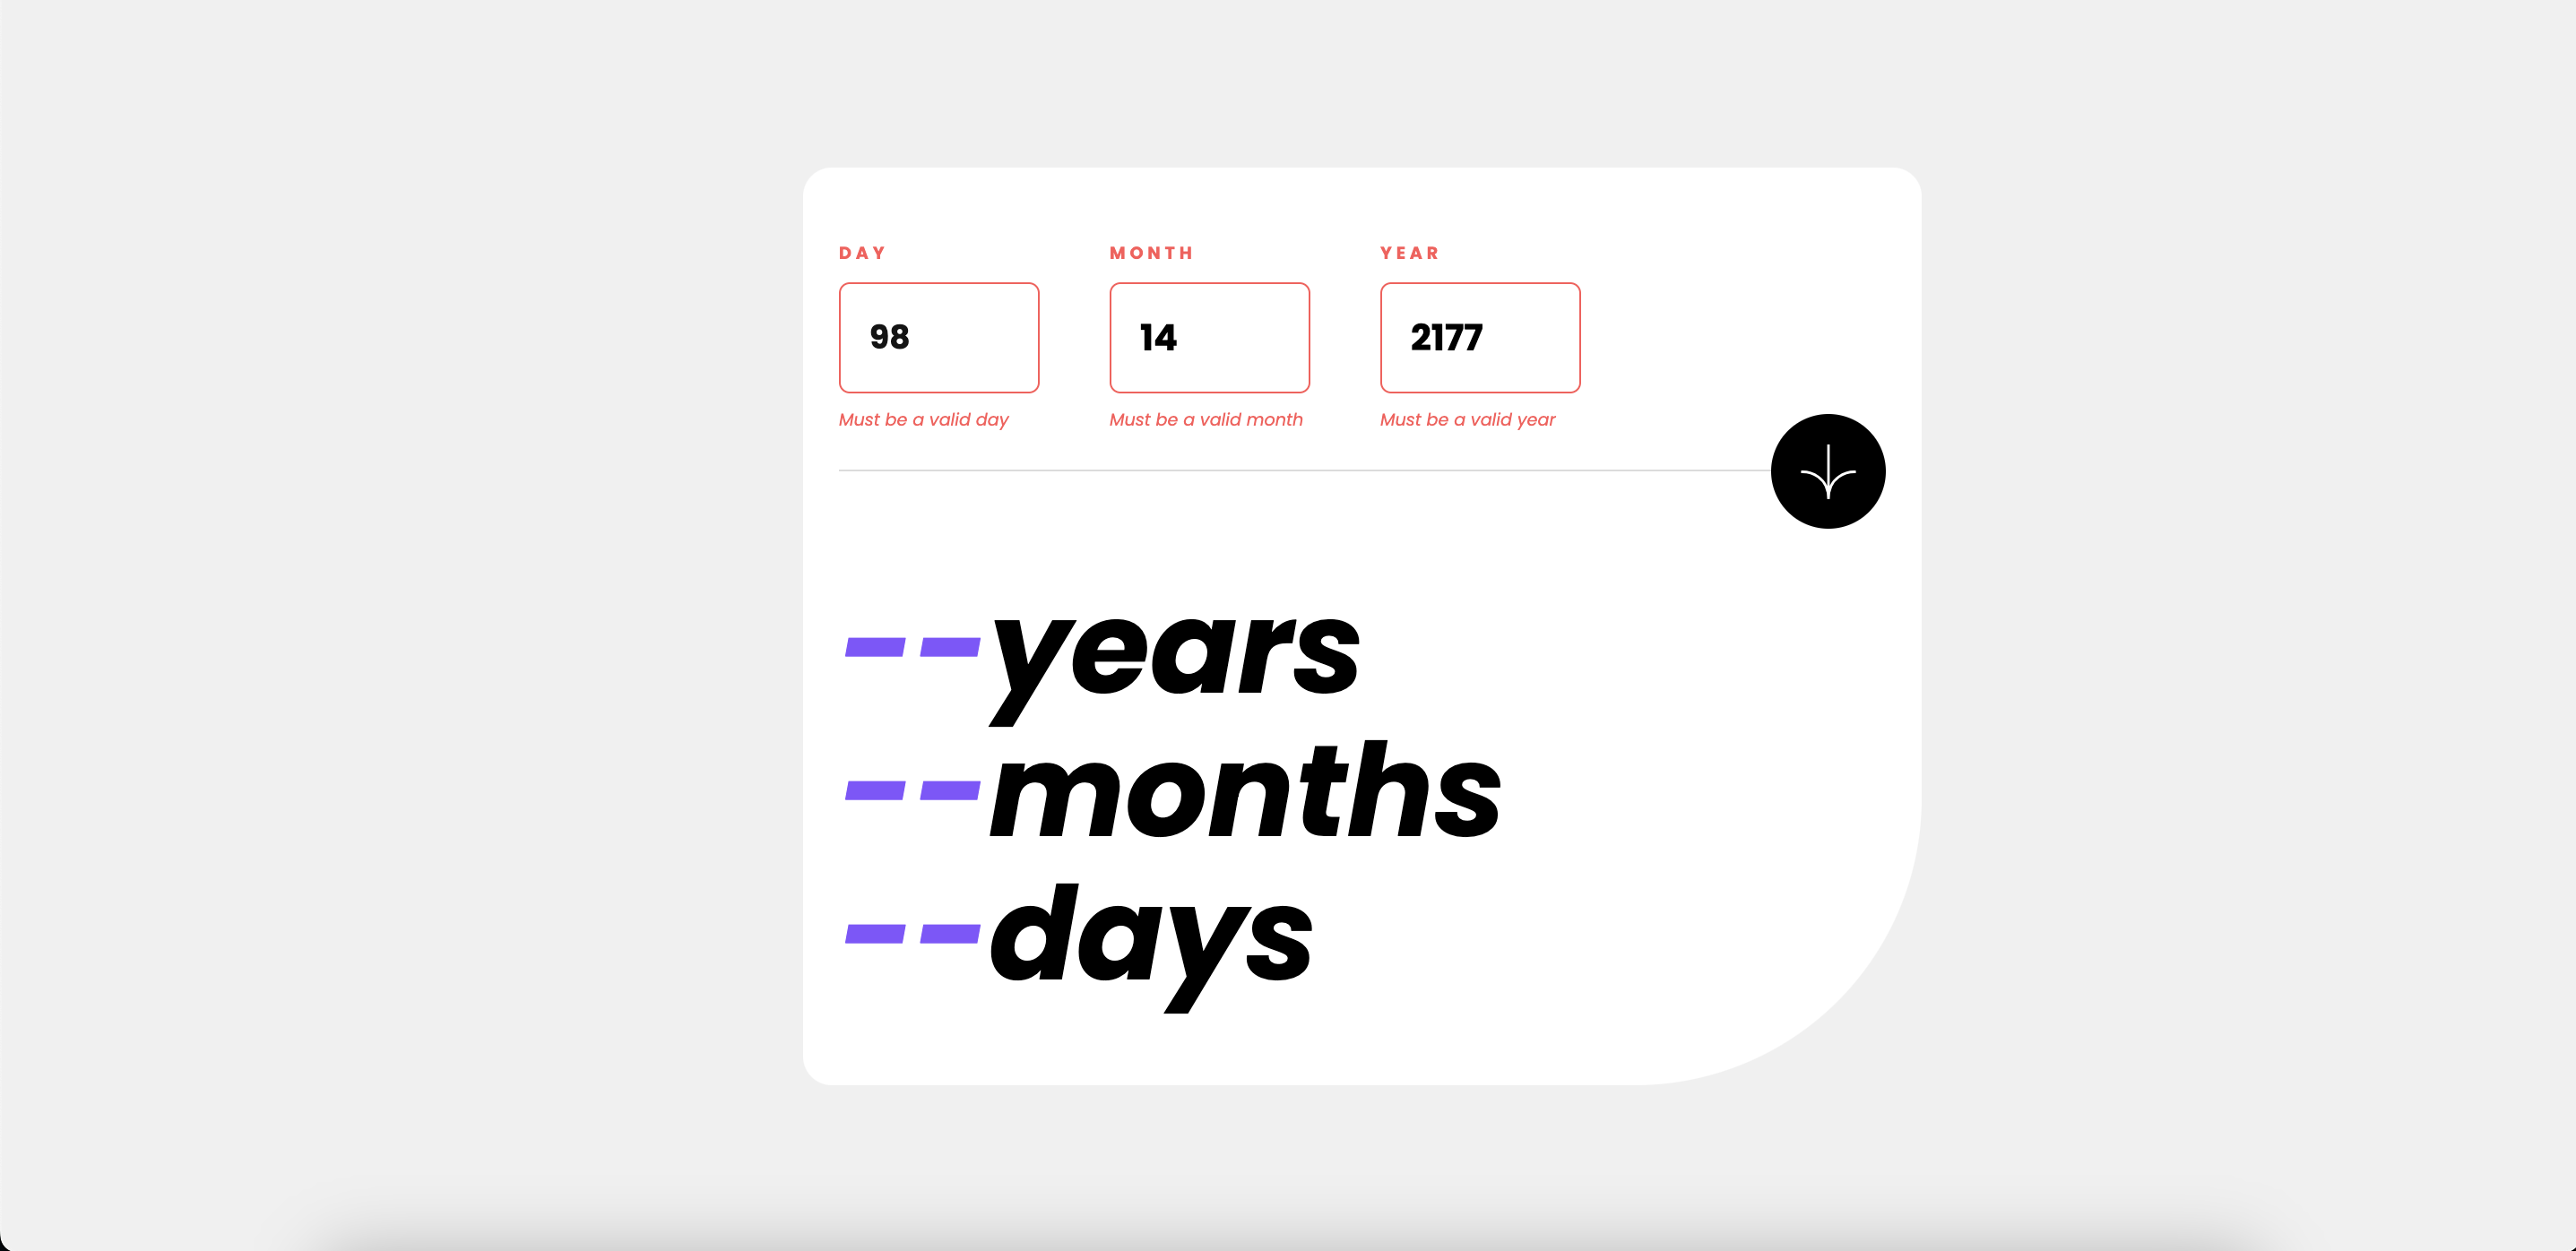 DAY MONTH YEAR
98 14 2177
Must be a valid day Must be a valid month Must be a valid year
--years
--months
--days